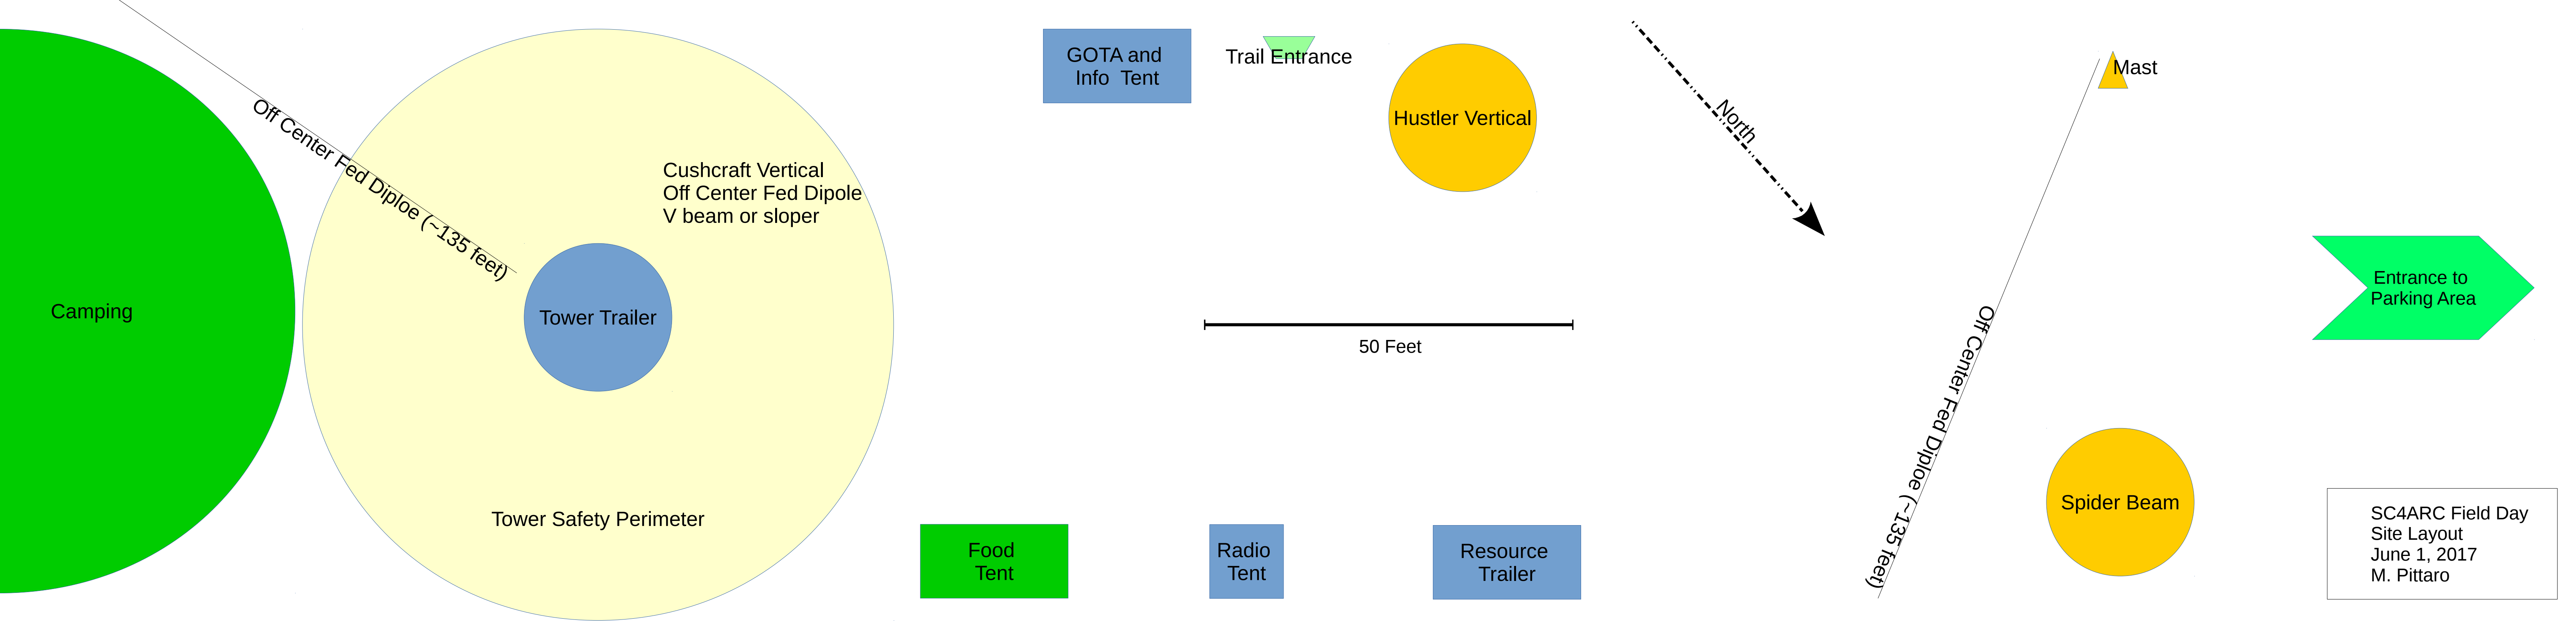 Off Center Fed Diploe (~135 feet)
Camping
Cushcraft Vertical
Off Center Fed Dipole
V beam or sloper
Tower Trailer
Tower Safety Perimeter
GOTA and
Info Tent
Trail Entrance
Hustler Vertical
North
50 Feet
Food
Tent
Radio
Tent
Resource
Trailer
Mast
Off Center Fed Diploe (~135 feet)
Spider Beam
Entrance to
Parking Area
SC4ARC Field Day
Site Layout
June 1, 2017
M. Pittaro